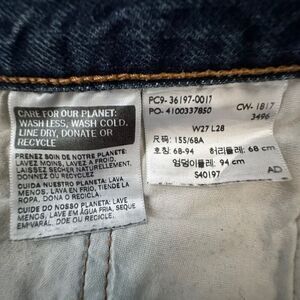 CARE FOR OUR PLANET:
WASH LESS, WASH COLD,
LINE DRY, DONATE OR
RECYCLE
PRENEZ SOIN DE NOTRE PLANÈTE:
LAVEZ MOINS, LAVEZ À FROID,
LAISSEZ SÉCHER NATURELLEMENT,
DONNEZ OU RECYCLEZ
CUIDA NUESTRO PLANETA: LAVA
MENOS, LAVA EN FRÍO, TIENDE
EN LA CUERDA, DONA O RECICLA
CUIDE DO NOSSO PLANETA: LAVE
MENOS, LAVE EM ÁGUA FRIA, SEQUE
EM VARAL, DOE OU RECICLE
PC9-36197-0017
PO-4100337850
CW-1817
3496
W27 L28
尺码: 155/68A
호칭: 68-94 허리둘레: 68 cm
엉덩이둘레: 94 cm
S40197
AD